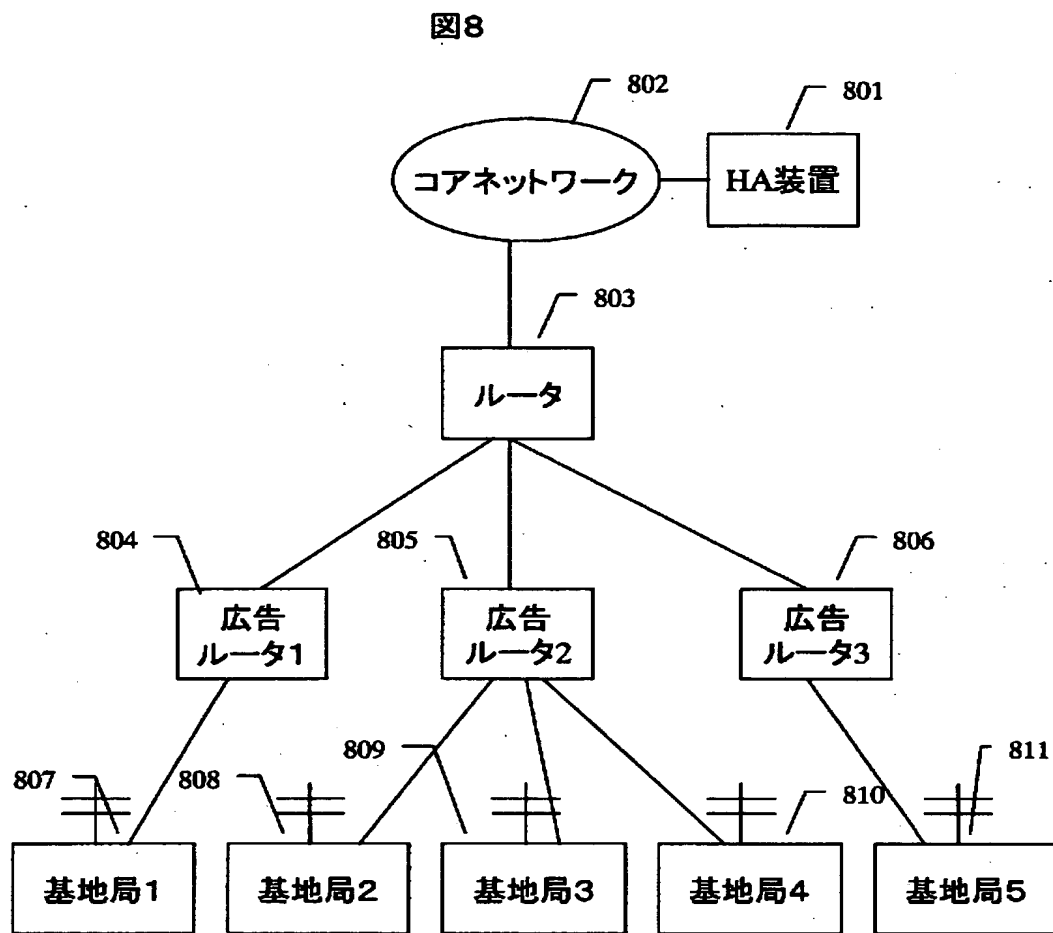 図8
802
801
コアネットワーク
HA装置
803
ルータ
804
805
806
広告
ルータ1
広告
ルータ2
広告
ルータ3
807
808
809
810
811
基地局1
基地局2
基地局3
基地局4
基地局5